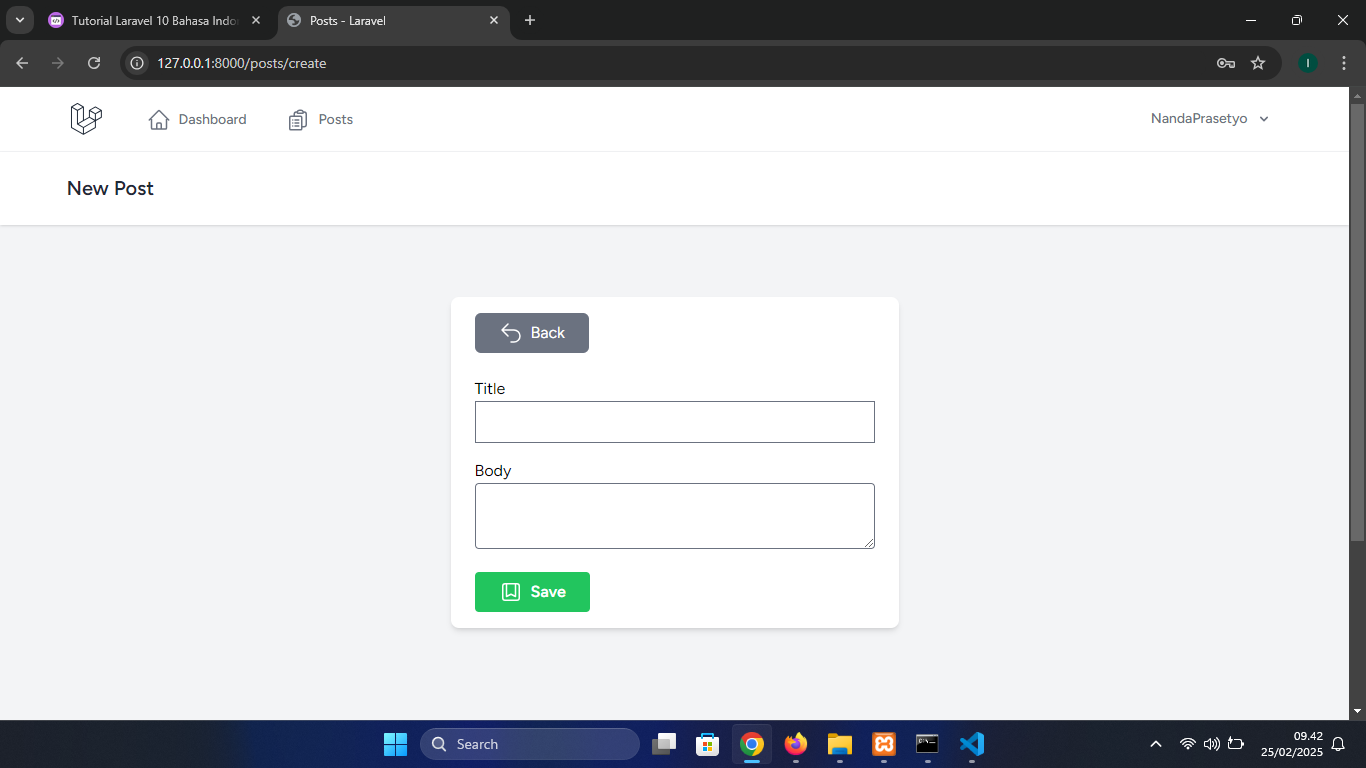 Tutorial Laravel 10 Bahasa Indo
Posts - Laravel
127.0.0.1:8000/posts/create
I
Dashboard
Posts
NandaPrasetyo
New Post
Back
Title
Body
Save
Search
09.42
25/02/2025